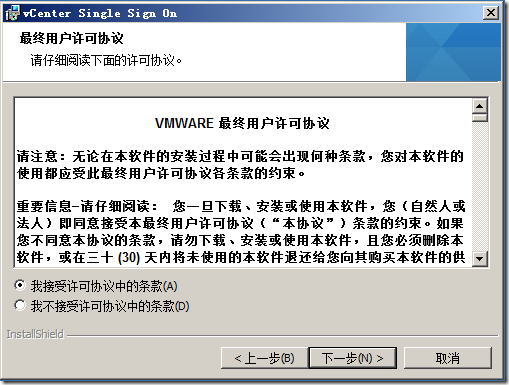 vCenter Single Sign On
最终用户许可协议
请仔细阅读下面的许可协议。
VMWARE 最终用户许可协议
请注意：无论在本软件的安装过程中可能会出现何种条款，您对本软件的
使用都应受此最终用户许可协议各条款的约束。
重要信息-请仔细阅读： 您一旦下载、安装或使用本软件，您（自然人或
法人）即同意接受本最终用户许可协议（“本协议”）条款的约束。如果
您不同意本协议的条款，请勿下载、安装或使用本软件，且您必须删除本
软件，或在三十 (30) 天内将未使用的本软件退还给您向其购买本软件的供
我接受许可协议中的条款(A)
我不接受许可协议中的条款(D)
InstallShield
< 上一步(B) 下一步(N) > 取消